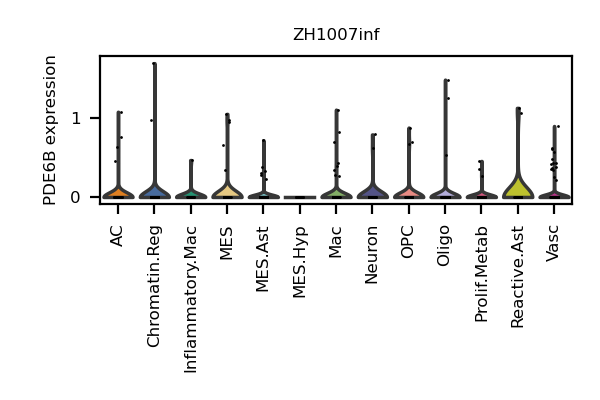 ZH1007inf
PDE6B expression
1
0
AC
Chromatin.Reg
Inflammatory.Mac
MES
MES.Ast
MES.Hyp
Mac
Neuron
OPC
Oligo
Prolif.Metab
Reactive.Ast
Vasc